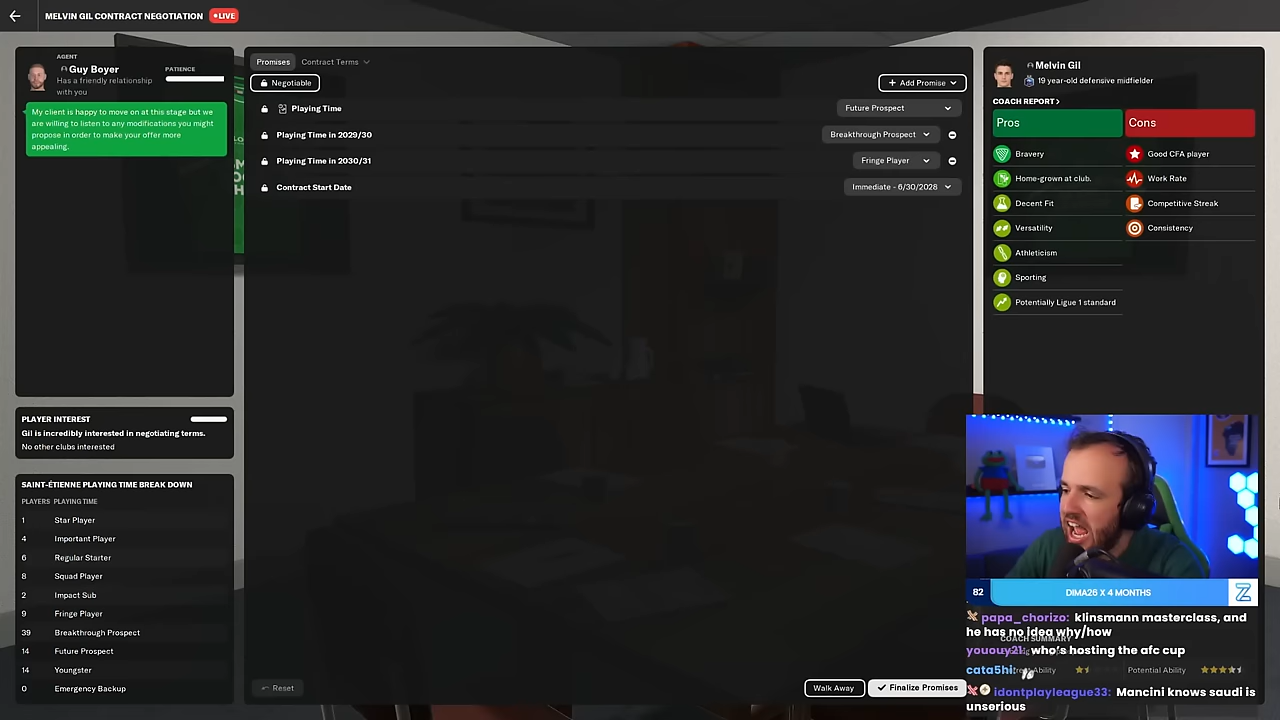 MELVIN GIL CONTRACT NEGOTIATION
LIVE
AGENT
Guy Boyer
Has a friendly relationship
with you
PATIENCE
My client is happy to move on at this stage but we
are willing to listen to any modifications you might
propose in order to make your offer more
appealing.
PLAYER INTEREST
Gil is incredibly interested in negotiating terms.
No other clubs interested
SAINT-ÉTIENNE PLAYING TIME BREAK DOWN
PLAYERS PLAYING TIME
1 Star Player
4 Important Player
6 Regular Starter
8 Squad Player
2 Impact Sub
9 Fringe Player
39 Breakthrough Prospect
14 Future Prospect
14 Youngster
0 Emergency Backup
Promises Contract Terms
Negotiable
+ Add Promise
Playing Time Future Prospect
Playing Time in 2029/30 Breakthrough Prospect
Playing Time in 2030/31 Fringe Player
Contract Start Date Immediate - 6/30/2028
Reset
Walk Away
Finalize Promises
Melvin Gil
19 year-old defensive midfielder
COACH REPORT >
Pros
Cons
Bravery
Home-grown at club.
Decent Fit
Versatility
Athleticism
Sporting
Potentially Ligue 1 standard
Good CFA player
Work Rate
Competitive Streak
Consistency
82 DIMA26 X 4 MONTHS Z
papa_chorizo: klinsmann masterclass, and
he has no idea why/how
COACH SUMMARY
yououy21: who's hosting the afc cup
cata5hi:
Ability
Potential Ability
idontplayleague33: Mancini knows saudi is
unserious